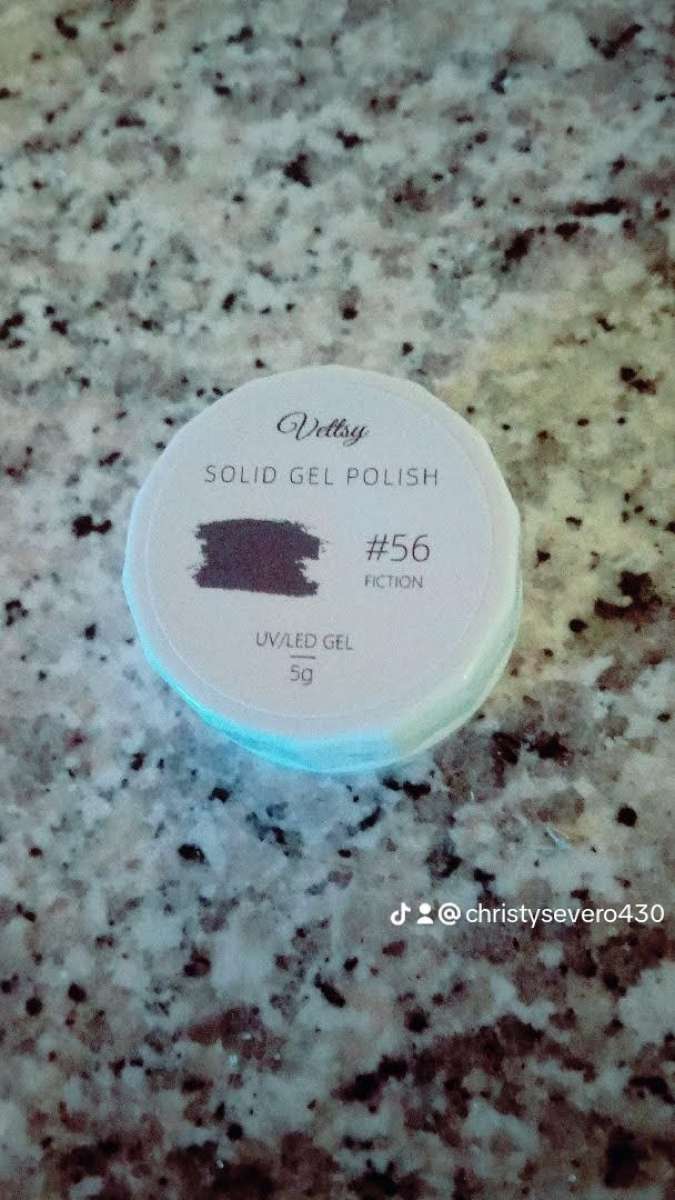 Vettsy
SOLID GEL POLISH
#56
FICTION
UV/LED GEL
5g
@christysevero430